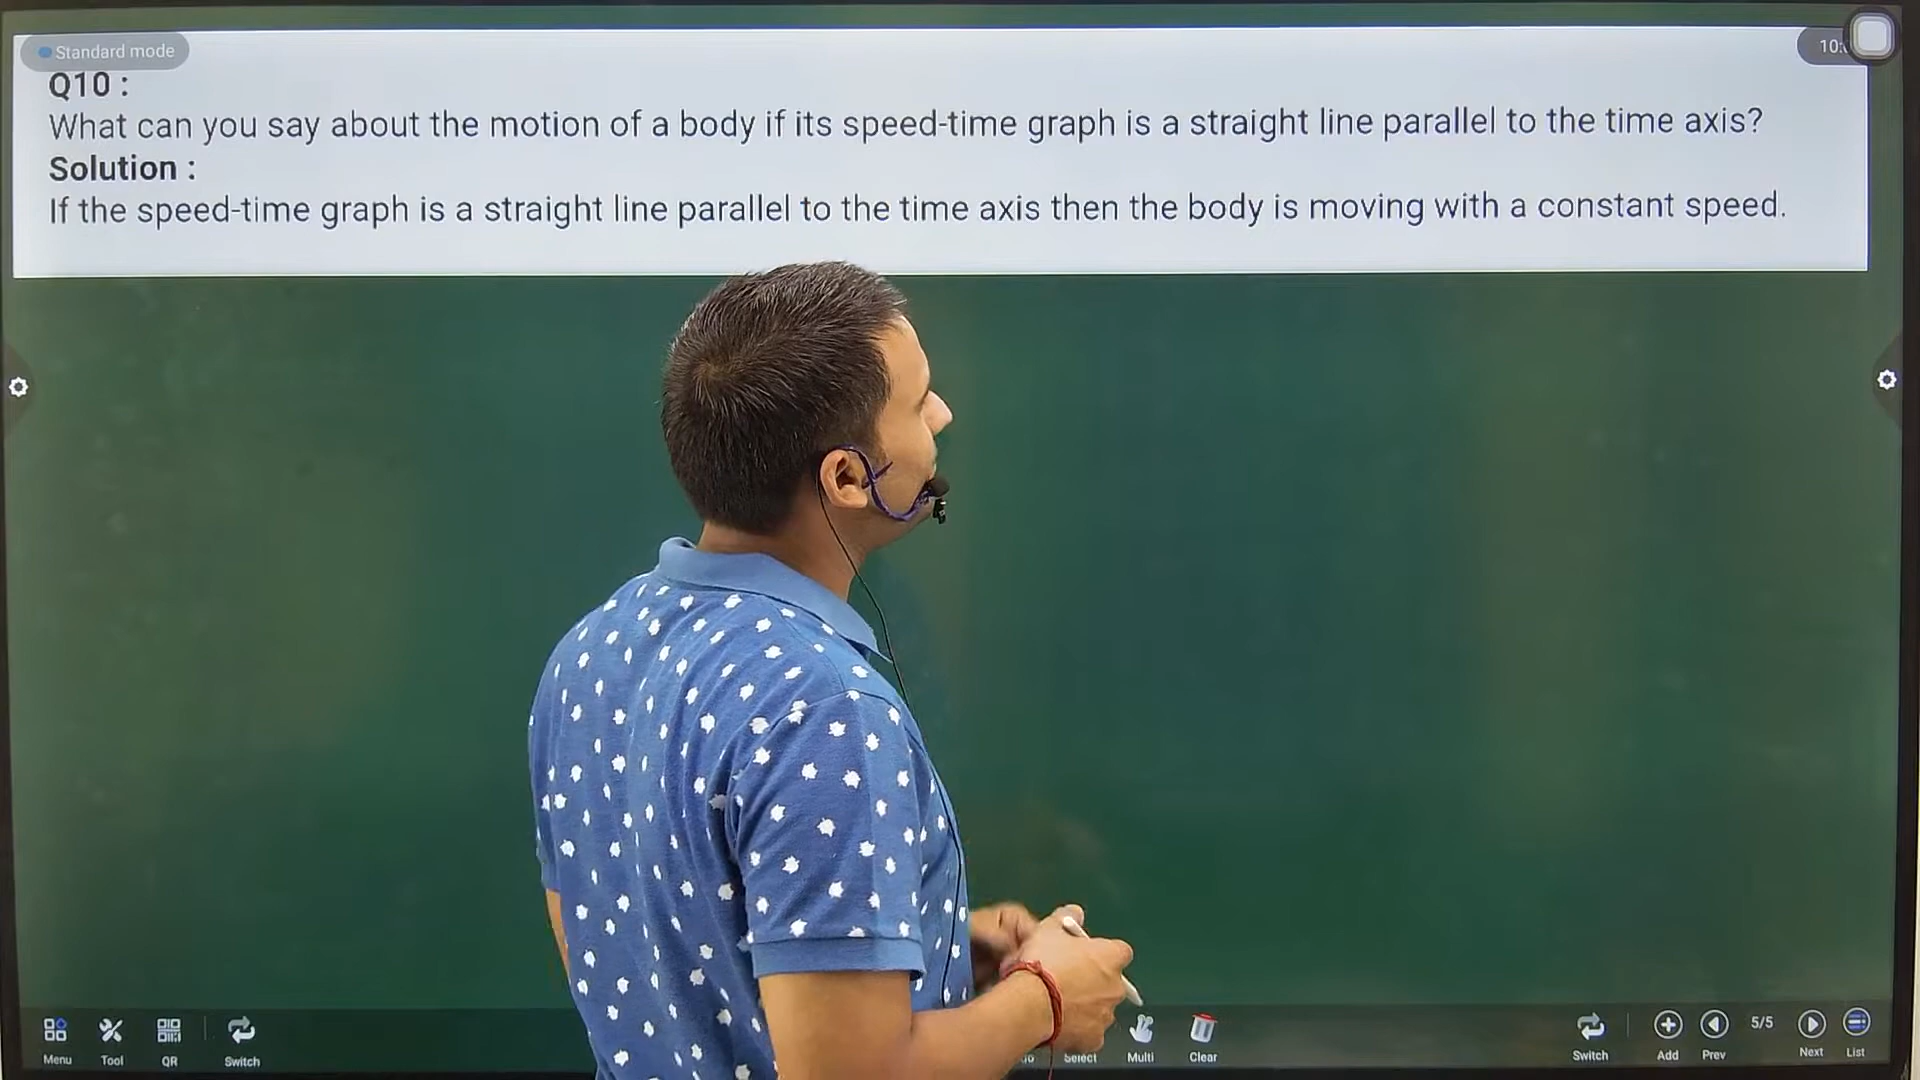 Standard mode
Q10 :
What can you say about the motion of a body if its speed-time graph is a straight line parallel to the time axis?
Solution :
If the speed-time graph is a straight line parallel to the time axis then the body is moving with a constant speed.
Menu Tool QR Switch Select Multi Clear Switch Add Prev 5/5 Next List